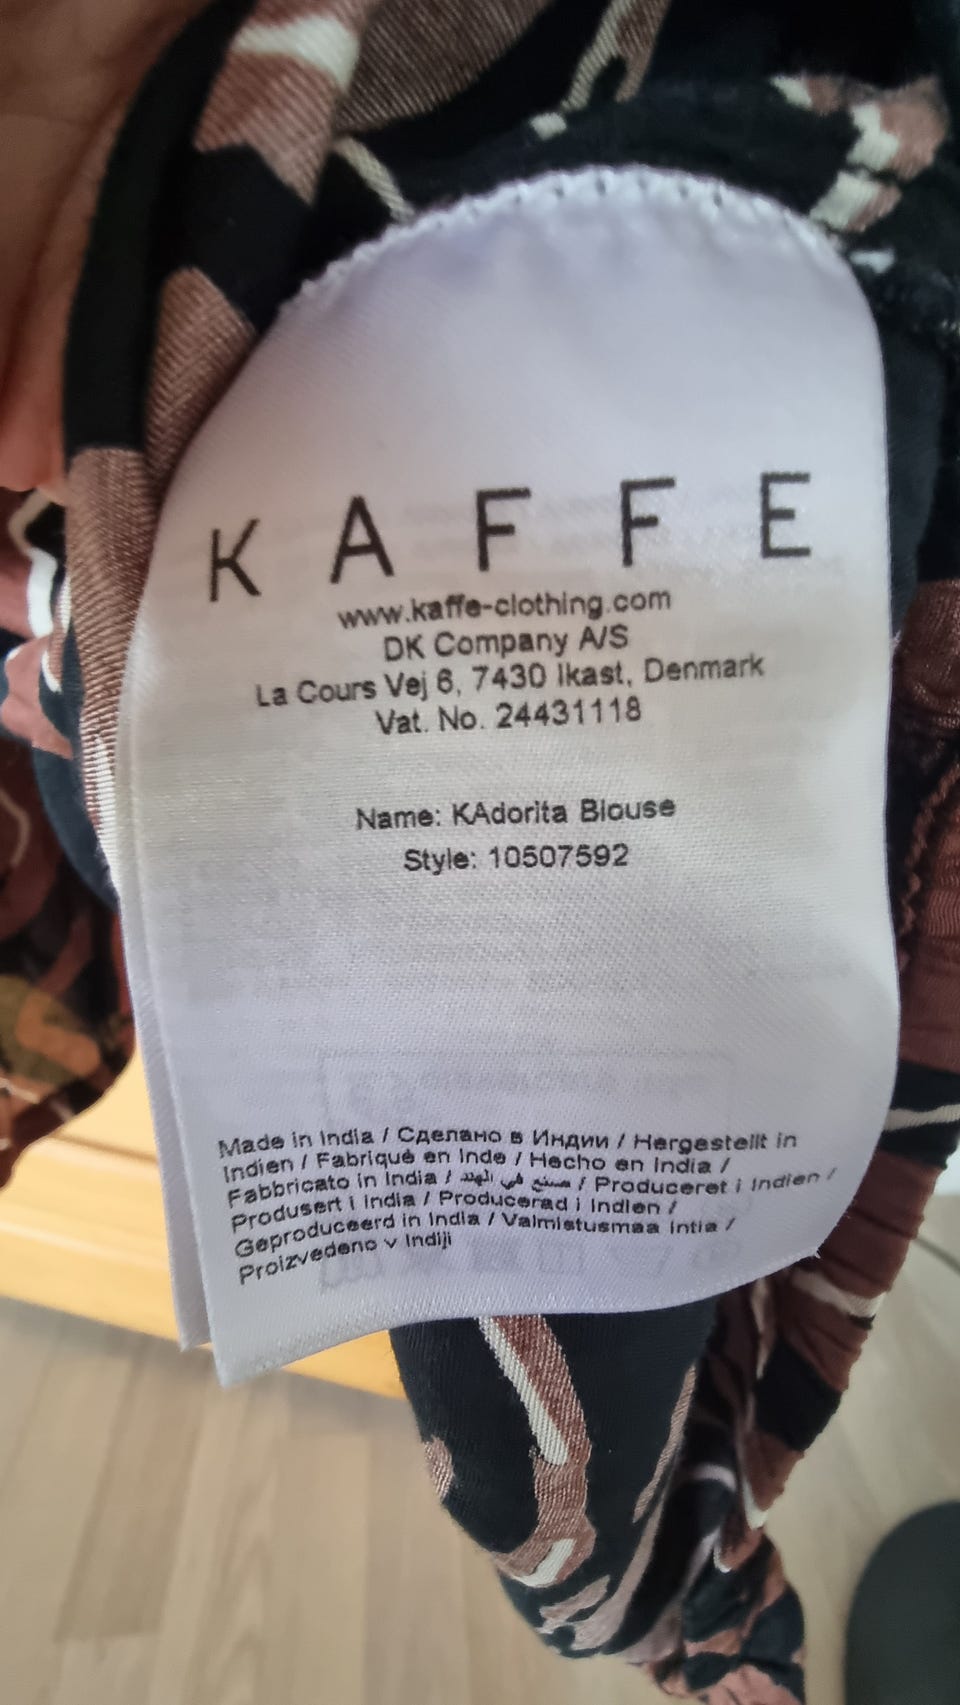 KAFFE
www.kaffe-clothing.com
DK Company A/S
La Cours Vej 6, 7430 Ikast, Denmark
Vat. No. 24431118
Name: KAdorita Blouse
Style: 10507592
Made in India / Сделано в Индии / Hergestellt in
Indien / Fabriqué en Inde / Hecho en India /
Fabbricato in India / صنع في الهند / Produceret i Indien /
Produsert i India / Producerad i Indien /
Geproduceerd in India / Valmistusmaa Intia /
Proizvedeno v Indiji